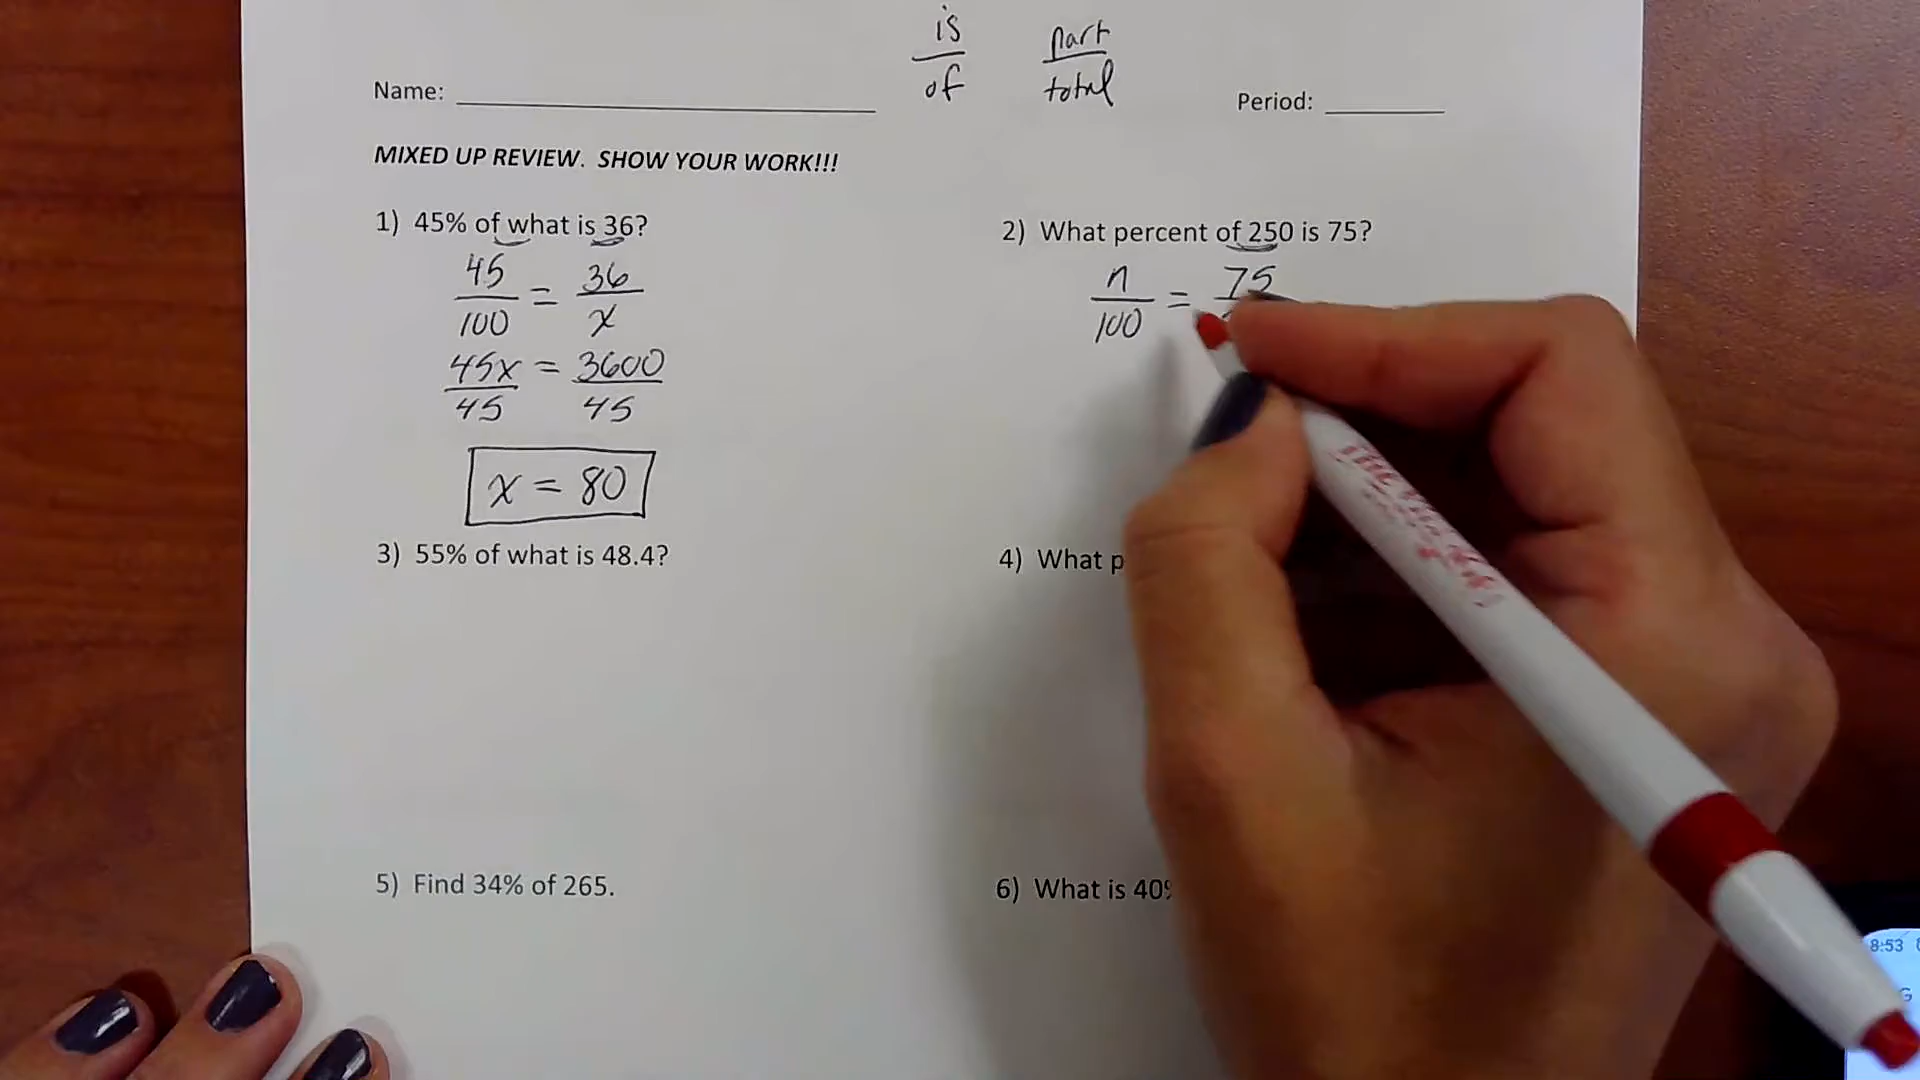 is
of
part
total
Name:
Period:
MIXED UP REVIEW. SHOW YOUR WORK!!!
1) 45% of what is 36?
45
100
=
36
x
45x = 3600
45 45
x = 80
2) What percent of 250 is 75?
n
100
=
75
3) 55% of what is 48.4?
4) What
5) Find 34% of 265.
6) What is 40%
8:53